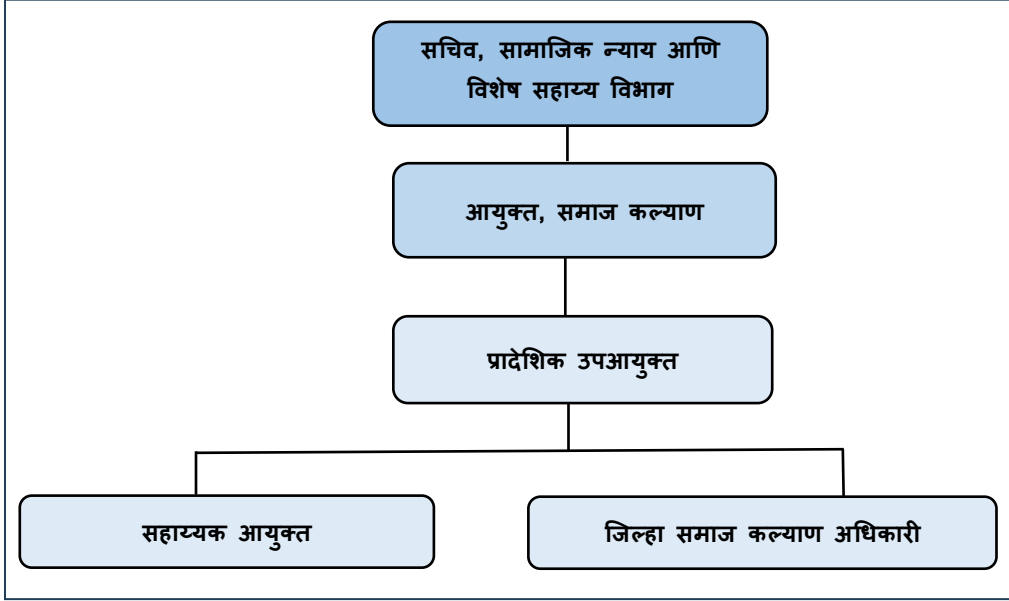 सचिव, सामाजिक न्याय आणि
विशेष सहाय्य विभाग
आयुक्त, समाज कल्याण
प्रादेशिक उपआयुक्त
सहाय्यक आयुक्त
जिल्हा समाज कल्याण अधिकारी